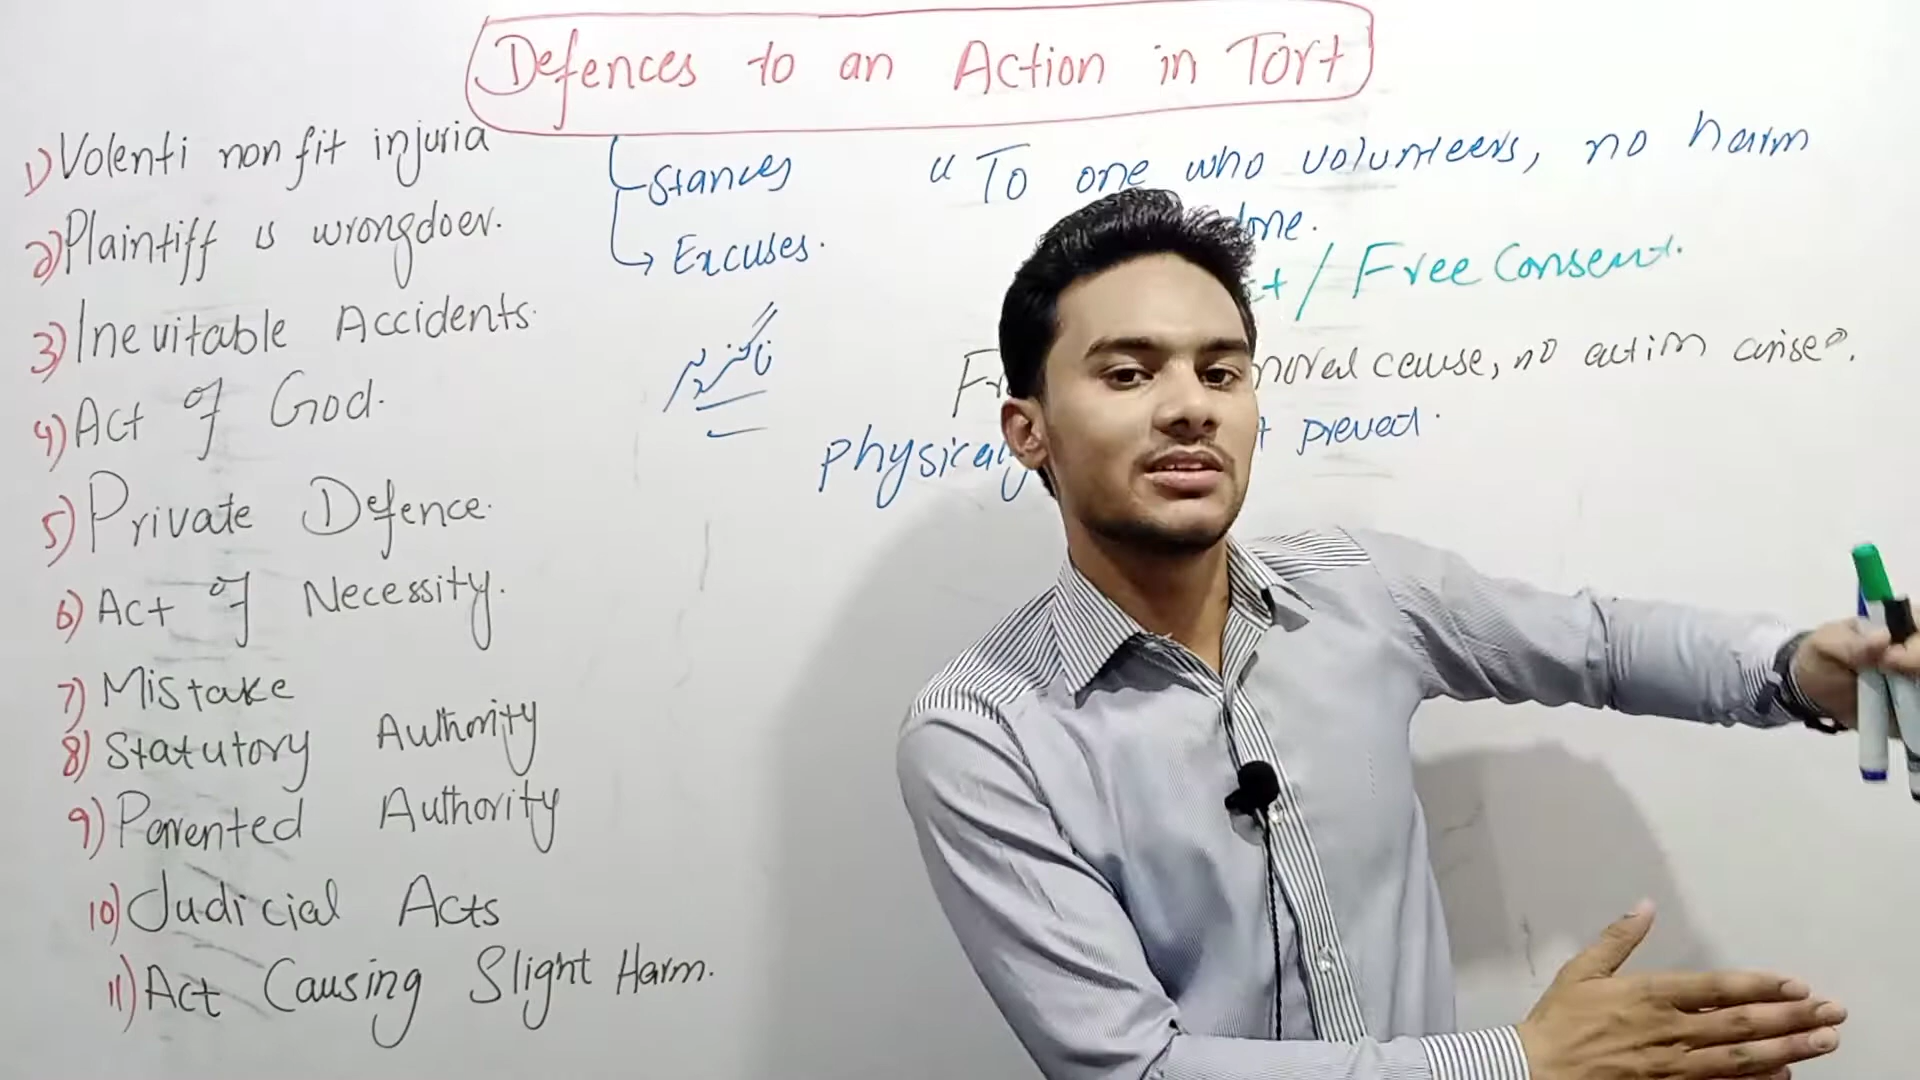 Defences to an Action in Tort
1) Volenti non fit injuria
2) Plaintiff is wrongdoer.
3) Inevitable Accidents.
4) Act of God.
5) Private Defence.
6) Act of Necessity.
7) Mistake
8) Statutory Authority
9) Parented Authority
10) Judicial Acts
11) Act Causing Slight Harm.
Stances
Excuses.
ناگزیر
"To one who volunteers, no harm
done.
/ Free Consent.
moral cause, no action arises.
physically prevent.